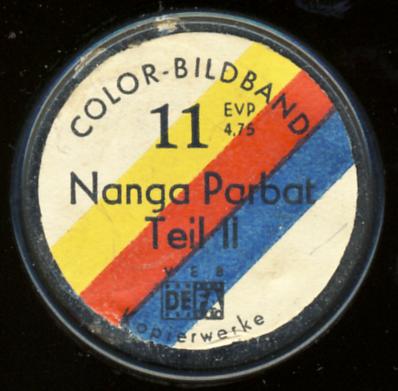 COLOR-BILDBAND
11 EVP
4,75
Nanga Parbat
Teil II
VEB
DEFA
Kopierwerke